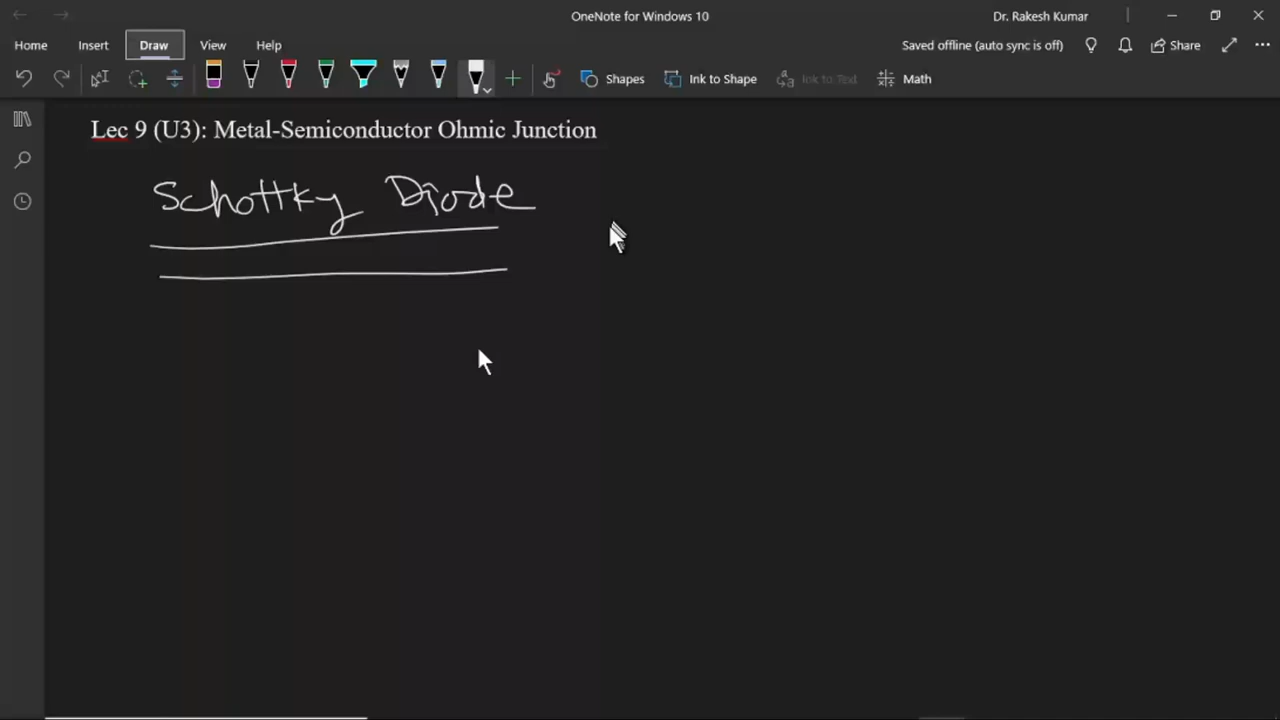 OneNote for Windows 10
Dr. Rakesh Kumar
Home Insert Draw View Help
Saved offline (auto sync is off)
Share
Shapes
Ink to Shape
Ink to Text
Math
Lec 9 (U3): Metal-Semiconductor Ohmic Junction
Schottky Diode